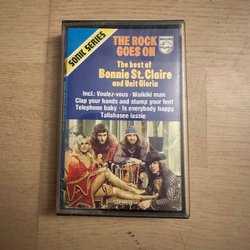 SONIC SERIES
THE ROCK
GOES ON
PHILIPS
The best of
Bonnie St. Claire
and Unit Gloria
Incl.: Voulez-vous - Waikiki man
Clap your hands and stamp your feet
Telephone baby - Is everybody happy
Tallahasee lassie
STEREO